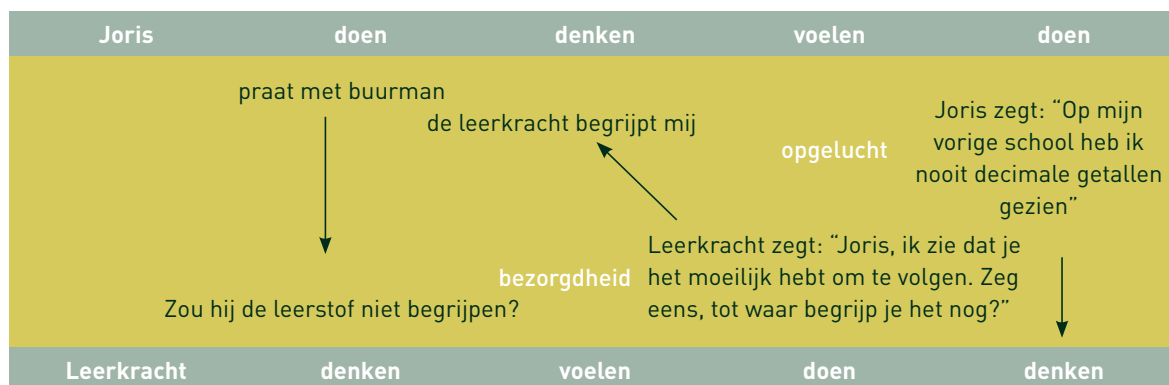 Joris doen denken voelen doen
praat met buurman
de leerkracht begrijpt mij
opgelucht
Joris zegt: “Op mijn
vorige school heb ik
nooit decimale getallen
gezien”
Leerkracht zegt: “Joris, ik zie dat je
het moeilijk hebt om te volgen. Zeg
eens, tot waar begrijp je het nog?”
bezorgdheid
Zou hij de leerstof niet begrijpen?
Leerkracht denken voelen doen denken